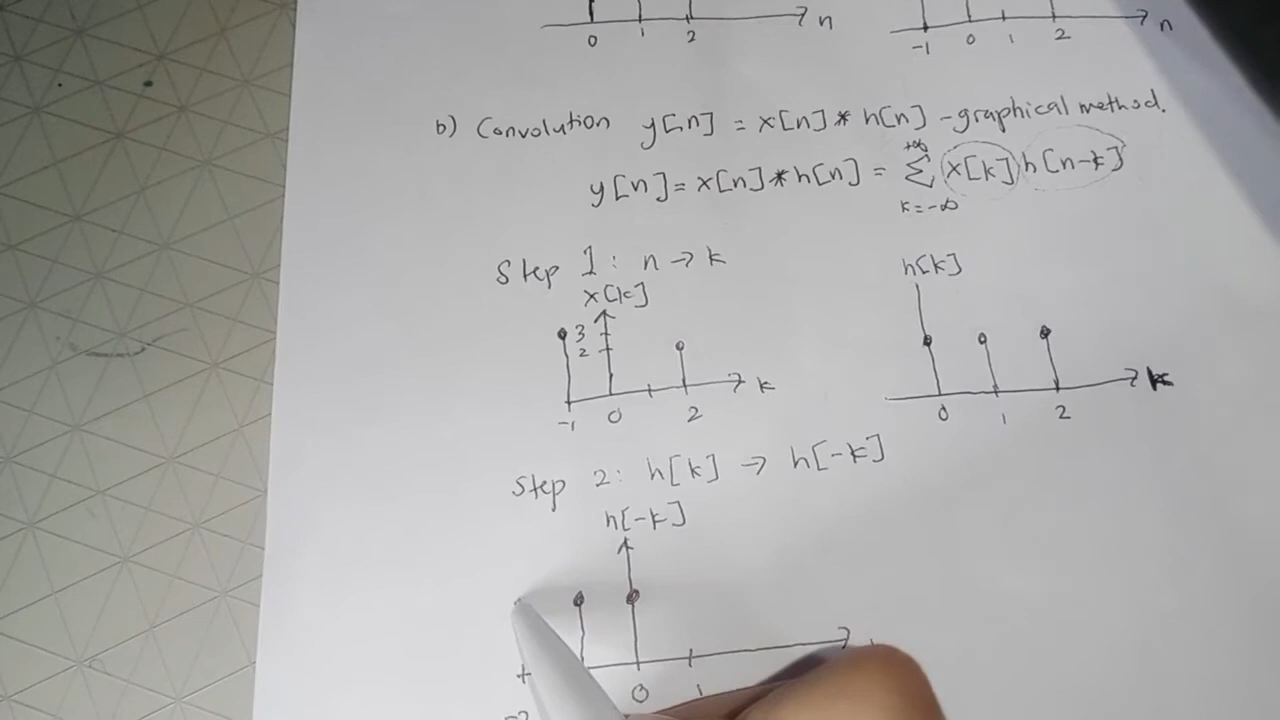 n n
0 1 2 -1 0 1 2
b) Convolution y[n] = x[n] * h[n] - graphical method.
y[n] = x[n] * h[n] = +∞ Σ k=-∞ x[k] h[n-k]
Step 1: n → k
x[k] h[k]
3
2
k k
-1 0 2 0 1 2
Step 2: h[k] → h[-k]
h[-k]
0 1
-2